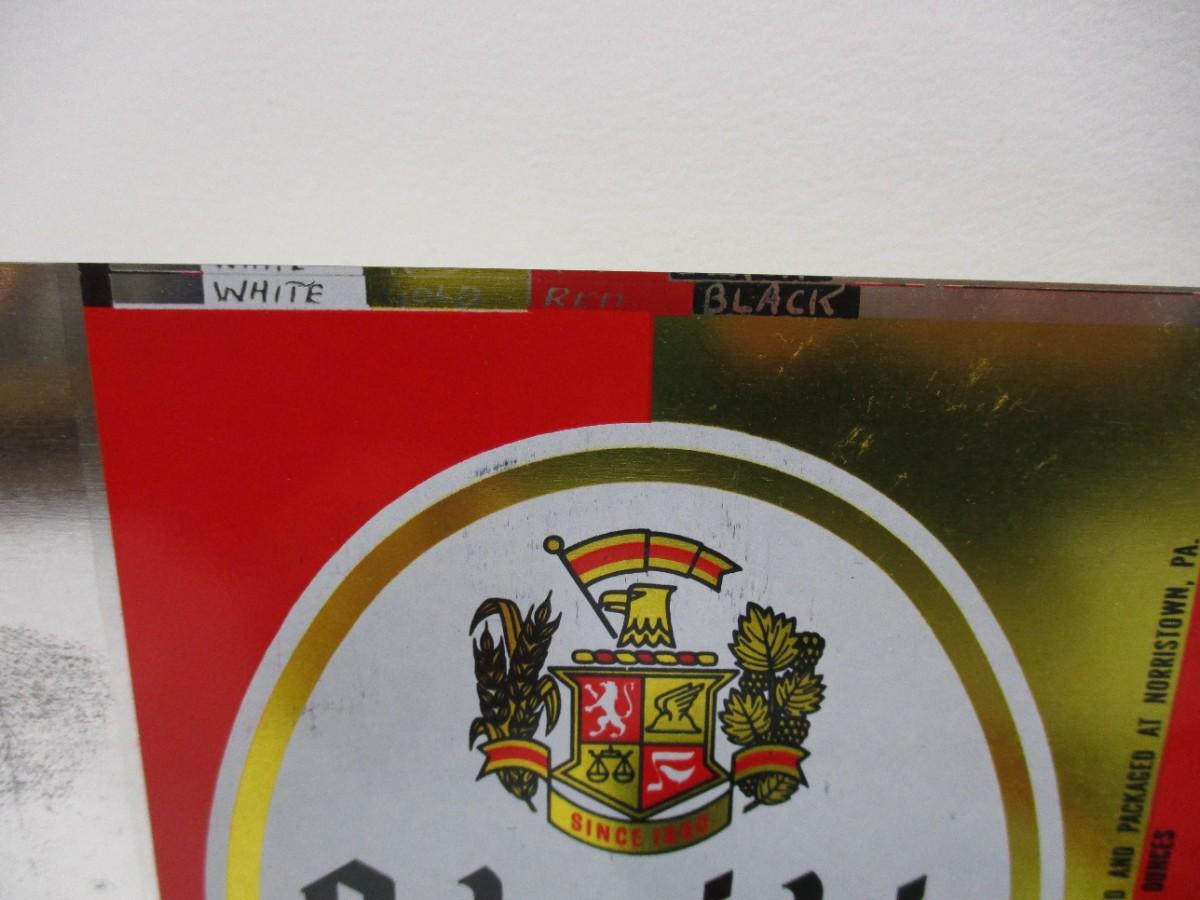 WHITE GOLD RED BLACK
SINCE 1860
AND PACKAGED AT NORRISTOWN, PA.
OUNCES